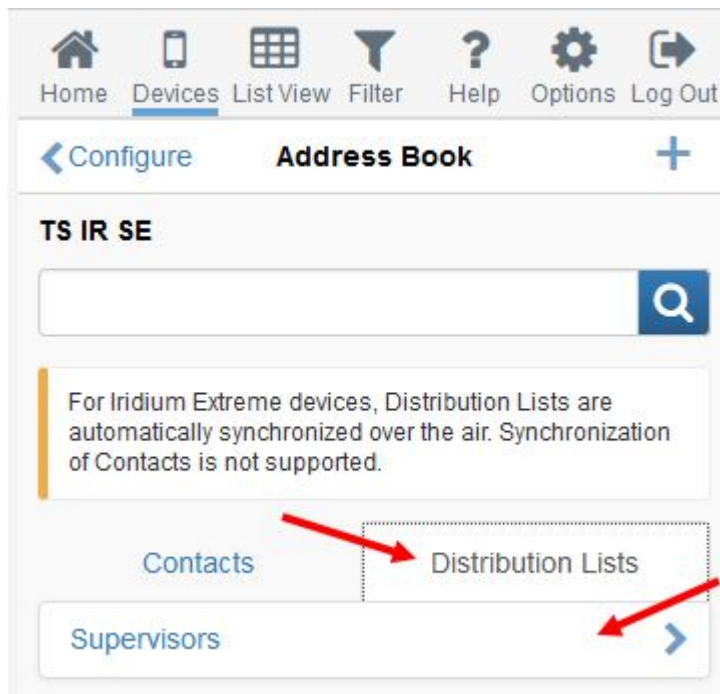 Home Devices List View Filter Help Options Log Out
Configure Address Book
TS IR SE
For Iridium Extreme devices, Distribution Lists are
automatically synchronized over the air. Synchronization
of Contacts is not supported.
Contacts Distribution Lists
Supervisors